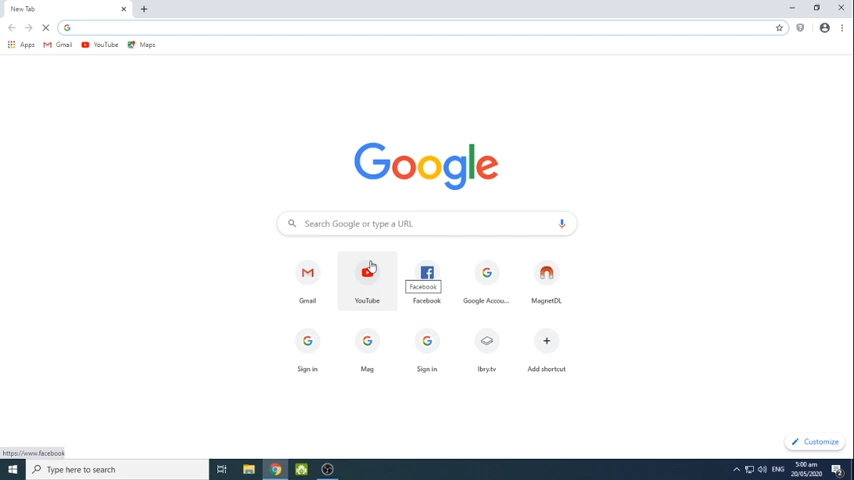 New Tab
Apps Gmail YouTube Maps
Google
Search Google or type a URL
Gmail YouTube Facebook Google Accou... MagnetDL
Facebook
Sign in Mag Sign in lbry.tv Add shortcut
Customize
https://www.facebook
Type here to search
ENG
5:00 am
20/05/2020
2